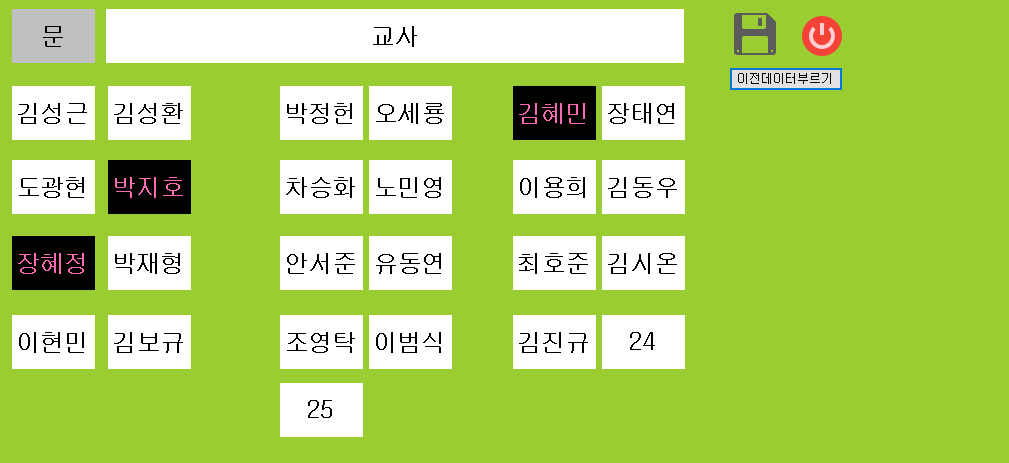 문 교사
이전데이터부르기
김성근 김성환 박정헌 오세룡 김혜민 장태연
도광현 박지호 차승화 노민영 이용희 김동우
장혜정 박재형 안서준 유동연 최호준 김시온
이현민 김보규 조영탁 이범식 김진규 24
25